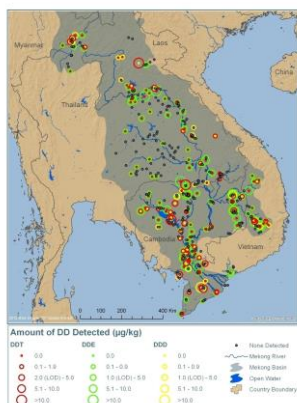 Myanmar
Laos
China
Thailand
Cambodia
Vietnam
200
0
200
400 Km
Amount of DD Detected (µg/kg)
DDT
DDE
DDD
None Detected
0.0
0.0
0.0
Mekong River
0.1 - 1.9
0.1 - 0.9
0.1 - 0.9
Mekong Basin
2.0 (LOD) - 5.0
1.0 (LOD) - 5.0
1.0 (LOD) - 5.0
Open Water
5.1 - 10.0
5.1 - 10.0
5.1 - 10.0
Country Boundary
>10.0
>10.0
>10.0